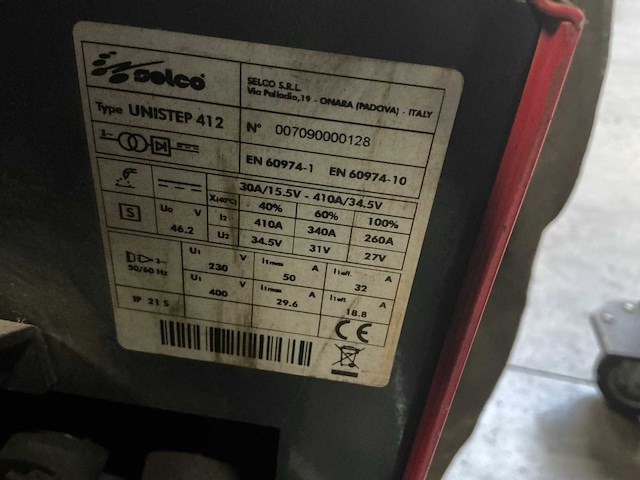 selco
SELCO S.R.L
Via Palladio,19 - ONARA (PADOVA) - ITALY
Type UNISTEP 412
N° 007090000128
EN 60974-1 EN 60974-10
30A/15.5V - 410A/34.5V
X(40°C) 40% 60% 100%
S U0 V 46.2
I2 410A 340A 260A
U2 34.5V 31V 27V
50/60 Hz
U1 V 230 I1max A 50 I1eff. A 32
U1 V 400 I1max A 29.6 I1eff A 18.8
IP 21 S
CE